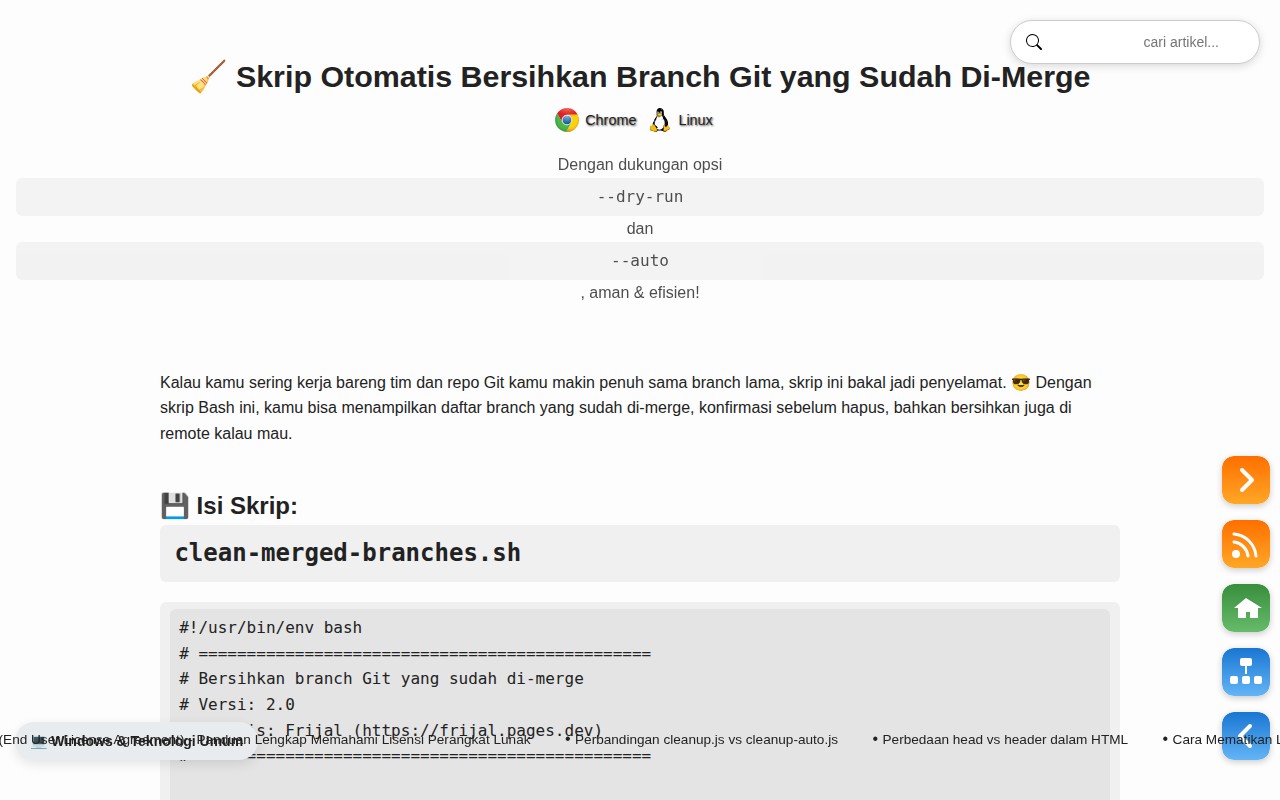 cari artikel...
🧹 Skrip Otomatis Bersihkan Branch Git yang Sudah Di-Merge
Chrome Linux
Dengan dukungan opsi
--dry-run
dan
--auto
, aman & efisien!
Kalau kamu sering kerja bareng tim dan repo Git kamu makin penuh sama branch lama, skrip ini bakal jadi penyelamat. 😎 Dengan
skrip Bash ini, kamu bisa menampilkan daftar branch yang sudah di-merge, konfirmasi sebelum hapus, bahkan bersihkan juga di
remote kalau mau.
💾 Isi Skrip:
clean-merged-branches.sh
#!/usr/bin/env bash
# ===============================================
# Bersihkan branch Git yang sudah di-merge
# Versi: 2.0
is: Frijal (https://frijal.pages.dev)
(End User License Agreement): Panduan Lengkap Memahami Lisensi Perangkat Lunak • Perbandingan cleanup.js vs cleanup-auto.js • Perbedaan head vs header dalam HTML • Cara Mematikan L
💻 Windows & Teknologi Umum
# ===============================================